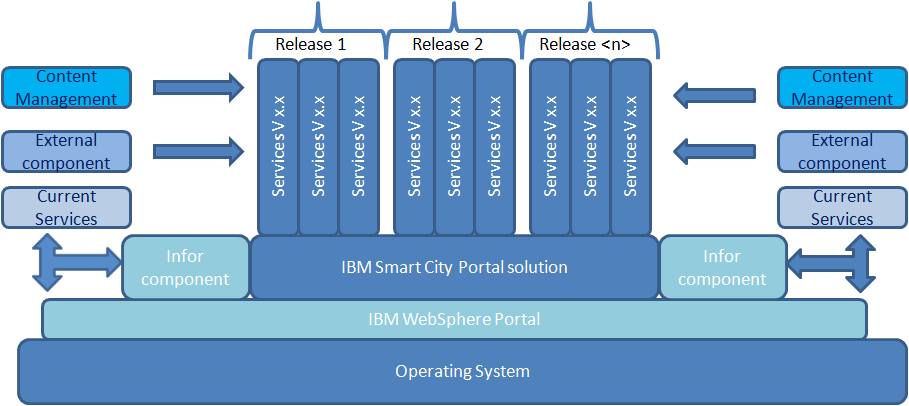 Release 1
Release 2
Release <n>
Content
Management
External
component
Current
Services
Services V x.x
Services V x.x
Services V x.x
Services V x.x
Services V x.x
Services V x.x
Services V x.x
Services V x.x
Services V x.x
Content
Management
External
component
Current
Services
Infor
component
IBM Smart City Portal solution
Infor
component
IBM WebSphere Portal
Operating System